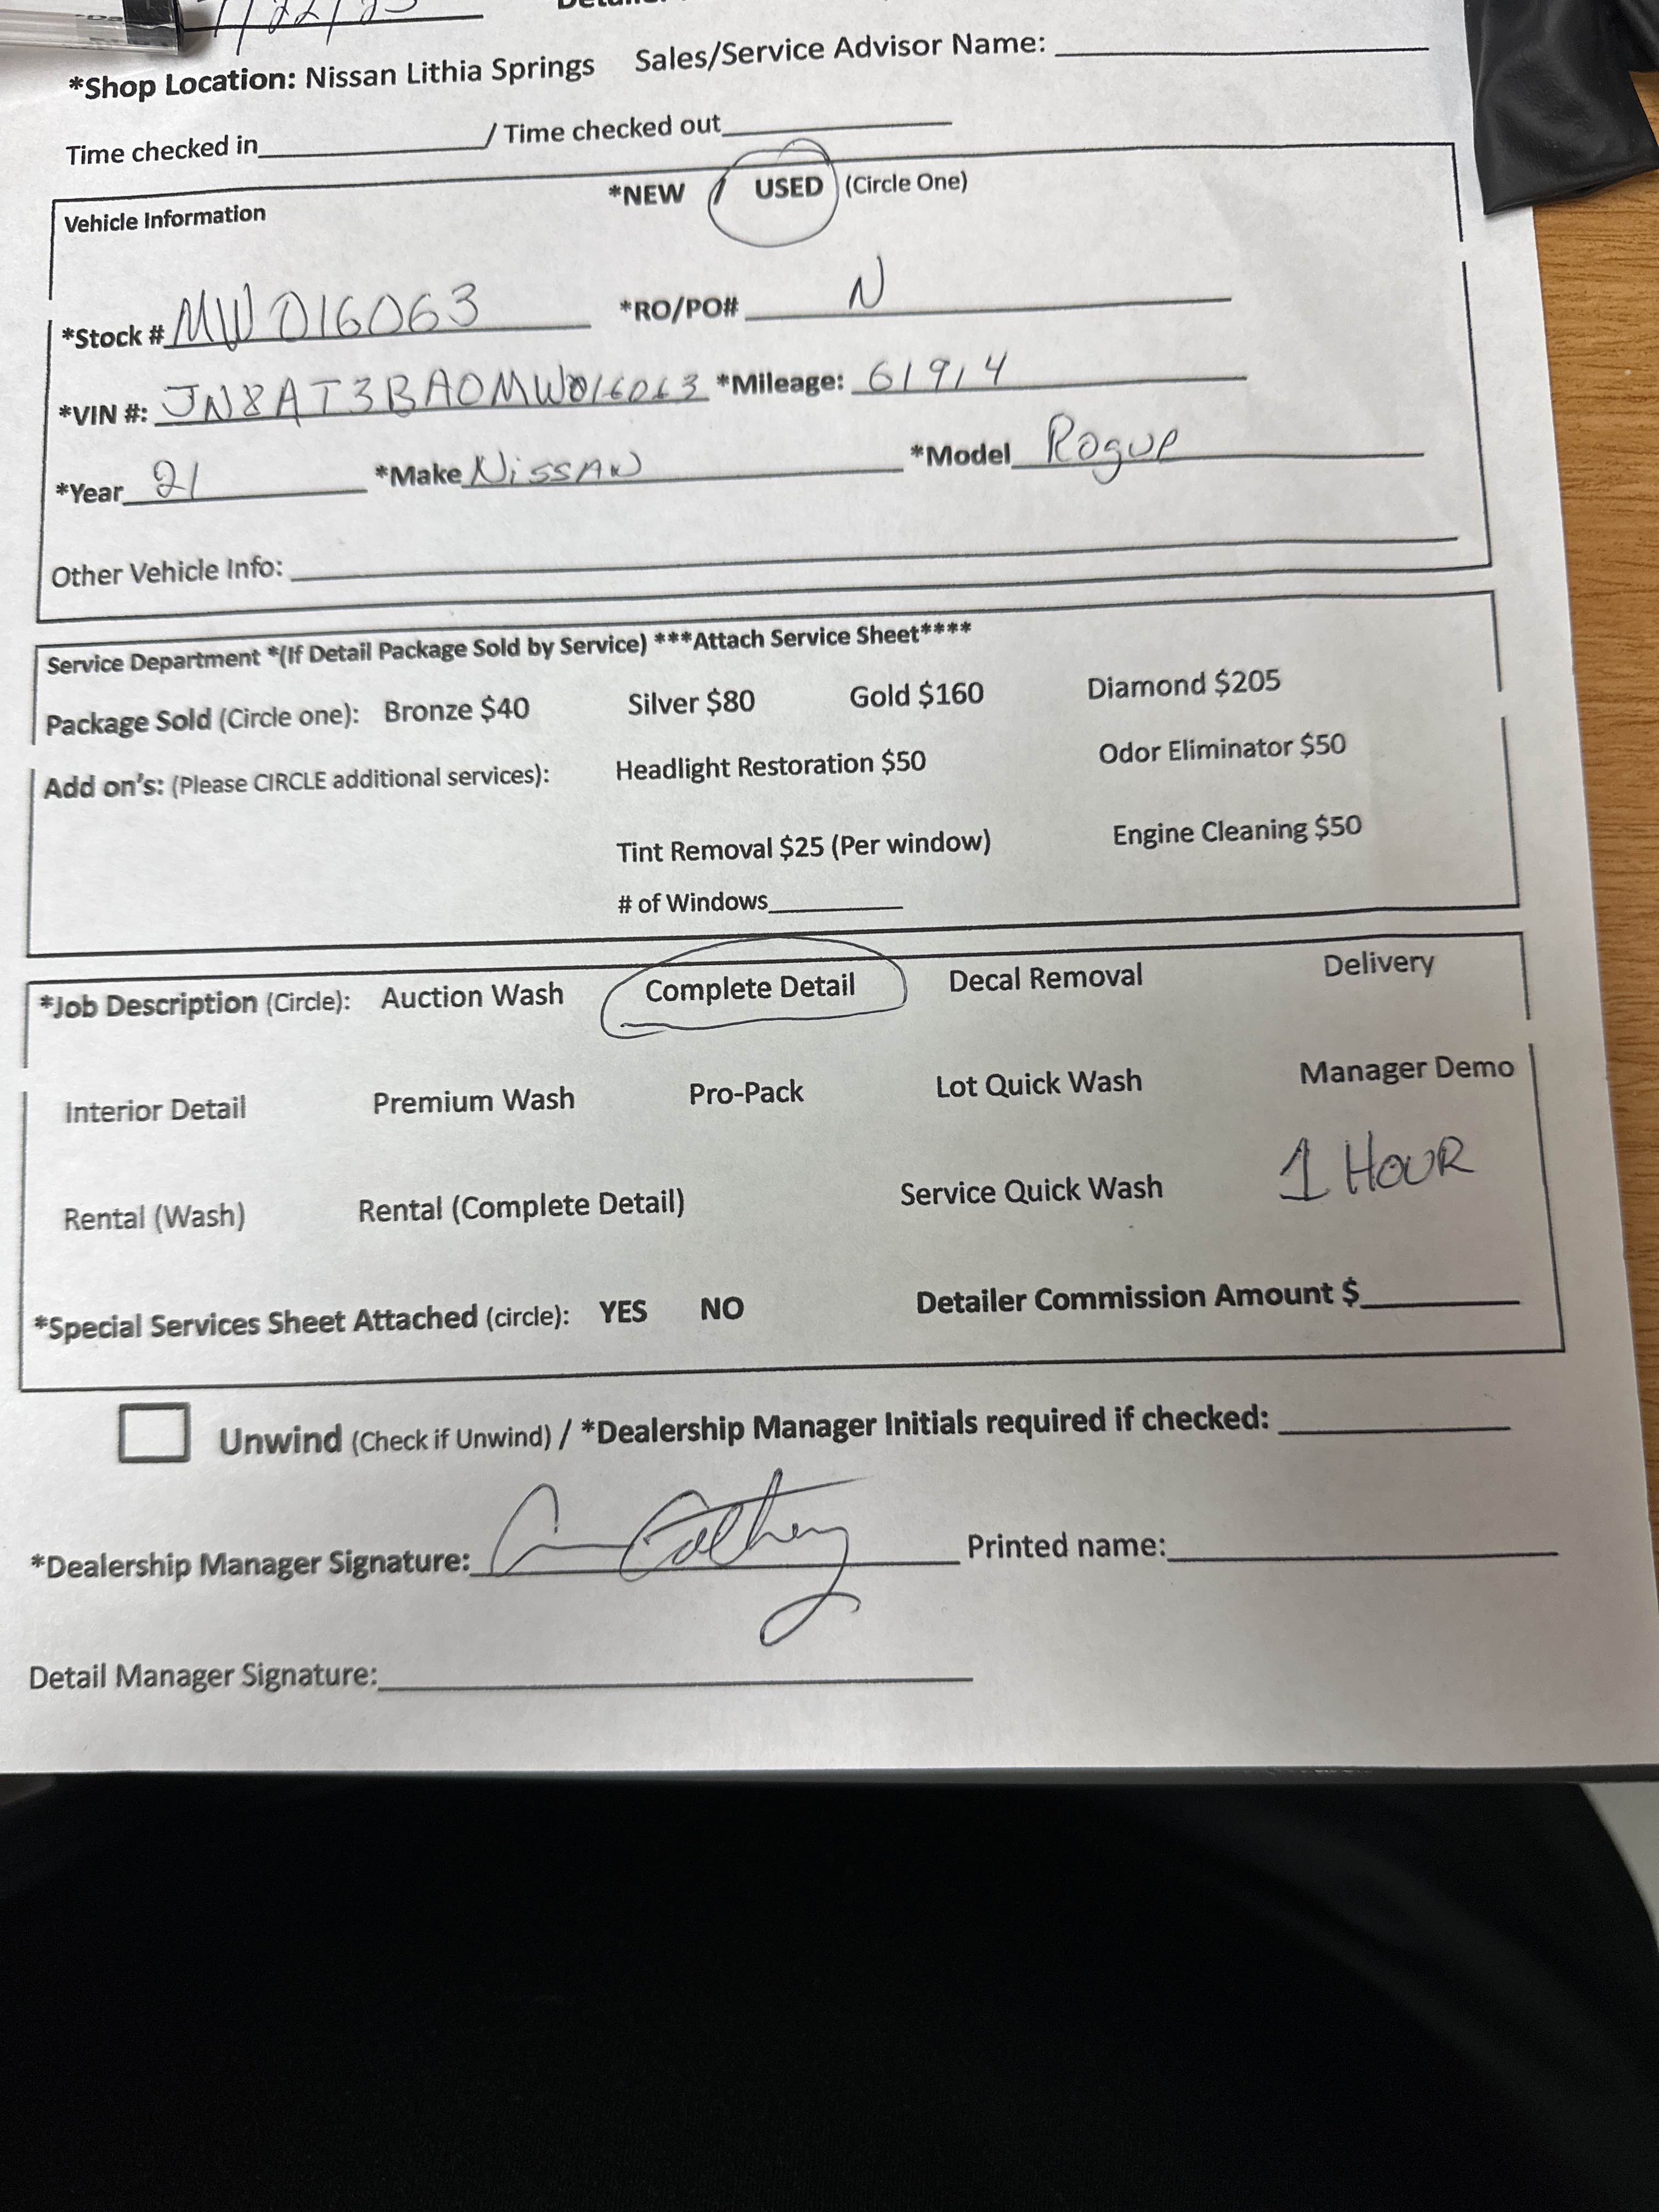 *Shop Location: Nissan Lithia Springs Sales/Service Advisor Name:
Time checked in / Time checked out
Vehicle Information *NEW / USED (Circle One)
*Stock # MW016063 *RO/PO# N
*VIN #: JN8AT3BA0MW016063 *Mileage: 61914
*Year 21 *Make Nissan *Model Rogue
Other Vehicle Info:
Service Department *(If Detail Package Sold by Service) ***Attach Service Sheet****
Package Sold (Circle one): Bronze $40 Silver $80 Gold $160 Diamond $205
Add on's: (Please CIRCLE additional services): Headlight Restoration $50 Odor Eliminator $50
Tint Removal $25 (Per window) Engine Cleaning $50
# of Windows
*Job Description (Circle): Auction Wash Complete Detail Decal Removal Delivery
Interior Detail Premium Wash Pro-Pack Lot Quick Wash Manager Demo
1 HOUR
Rental (Wash) Rental (Complete Detail) Service Quick Wash
*Special Services Sheet Attached (circle): YES NO Detailer Commission Amount $
Unwind (Check if Unwind) / *Dealership Manager Initials required if checked:
*Dealership Manager Signature: Printed name:
Detail Manager Signature: